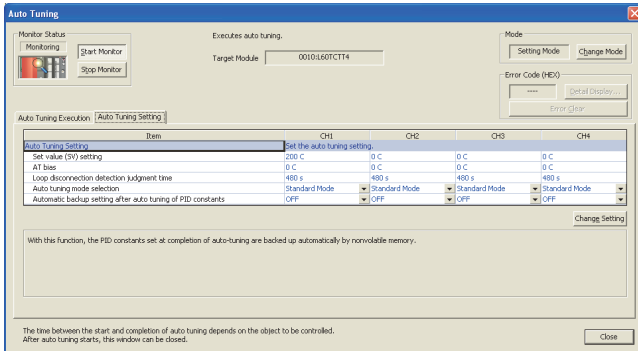 Auto Tuning
Monitor Status
Monitoring
Start Monitor
Stop Monitor
Executes auto tuning.
Target Module 0010:L60TCTT4
Mode
Setting Mode Change Mode
Error Code (HEX)
---- Detail Display...
Error Clear
Auto Tuning Execution Auto Tuning Setting
Item CH1 CH2 CH3 CH4
Auto Tuning Setting Set the auto tuning setting.
Set value (SV) setting 200 C 0 C 0 C 0 C
AT bias 0 C 0 C 0 C 0 C
Loop disconnection detection judgment time 480 s 480 s 480 s 480 s
Auto tuning mode selection Standard Mode Standard Mode Standard Mode Standard Mode
Automatic backup setting after auto tuning of PID constants OFF OFF OFF OFF
Change Setting
With this function, the PID constants set at completion of auto-tuning are backed up automatically by nonvolatile memory.
The time between the start and completion of auto tuning depends on the object to be controlled.
After auto tuning starts, this window can be closed.
Close